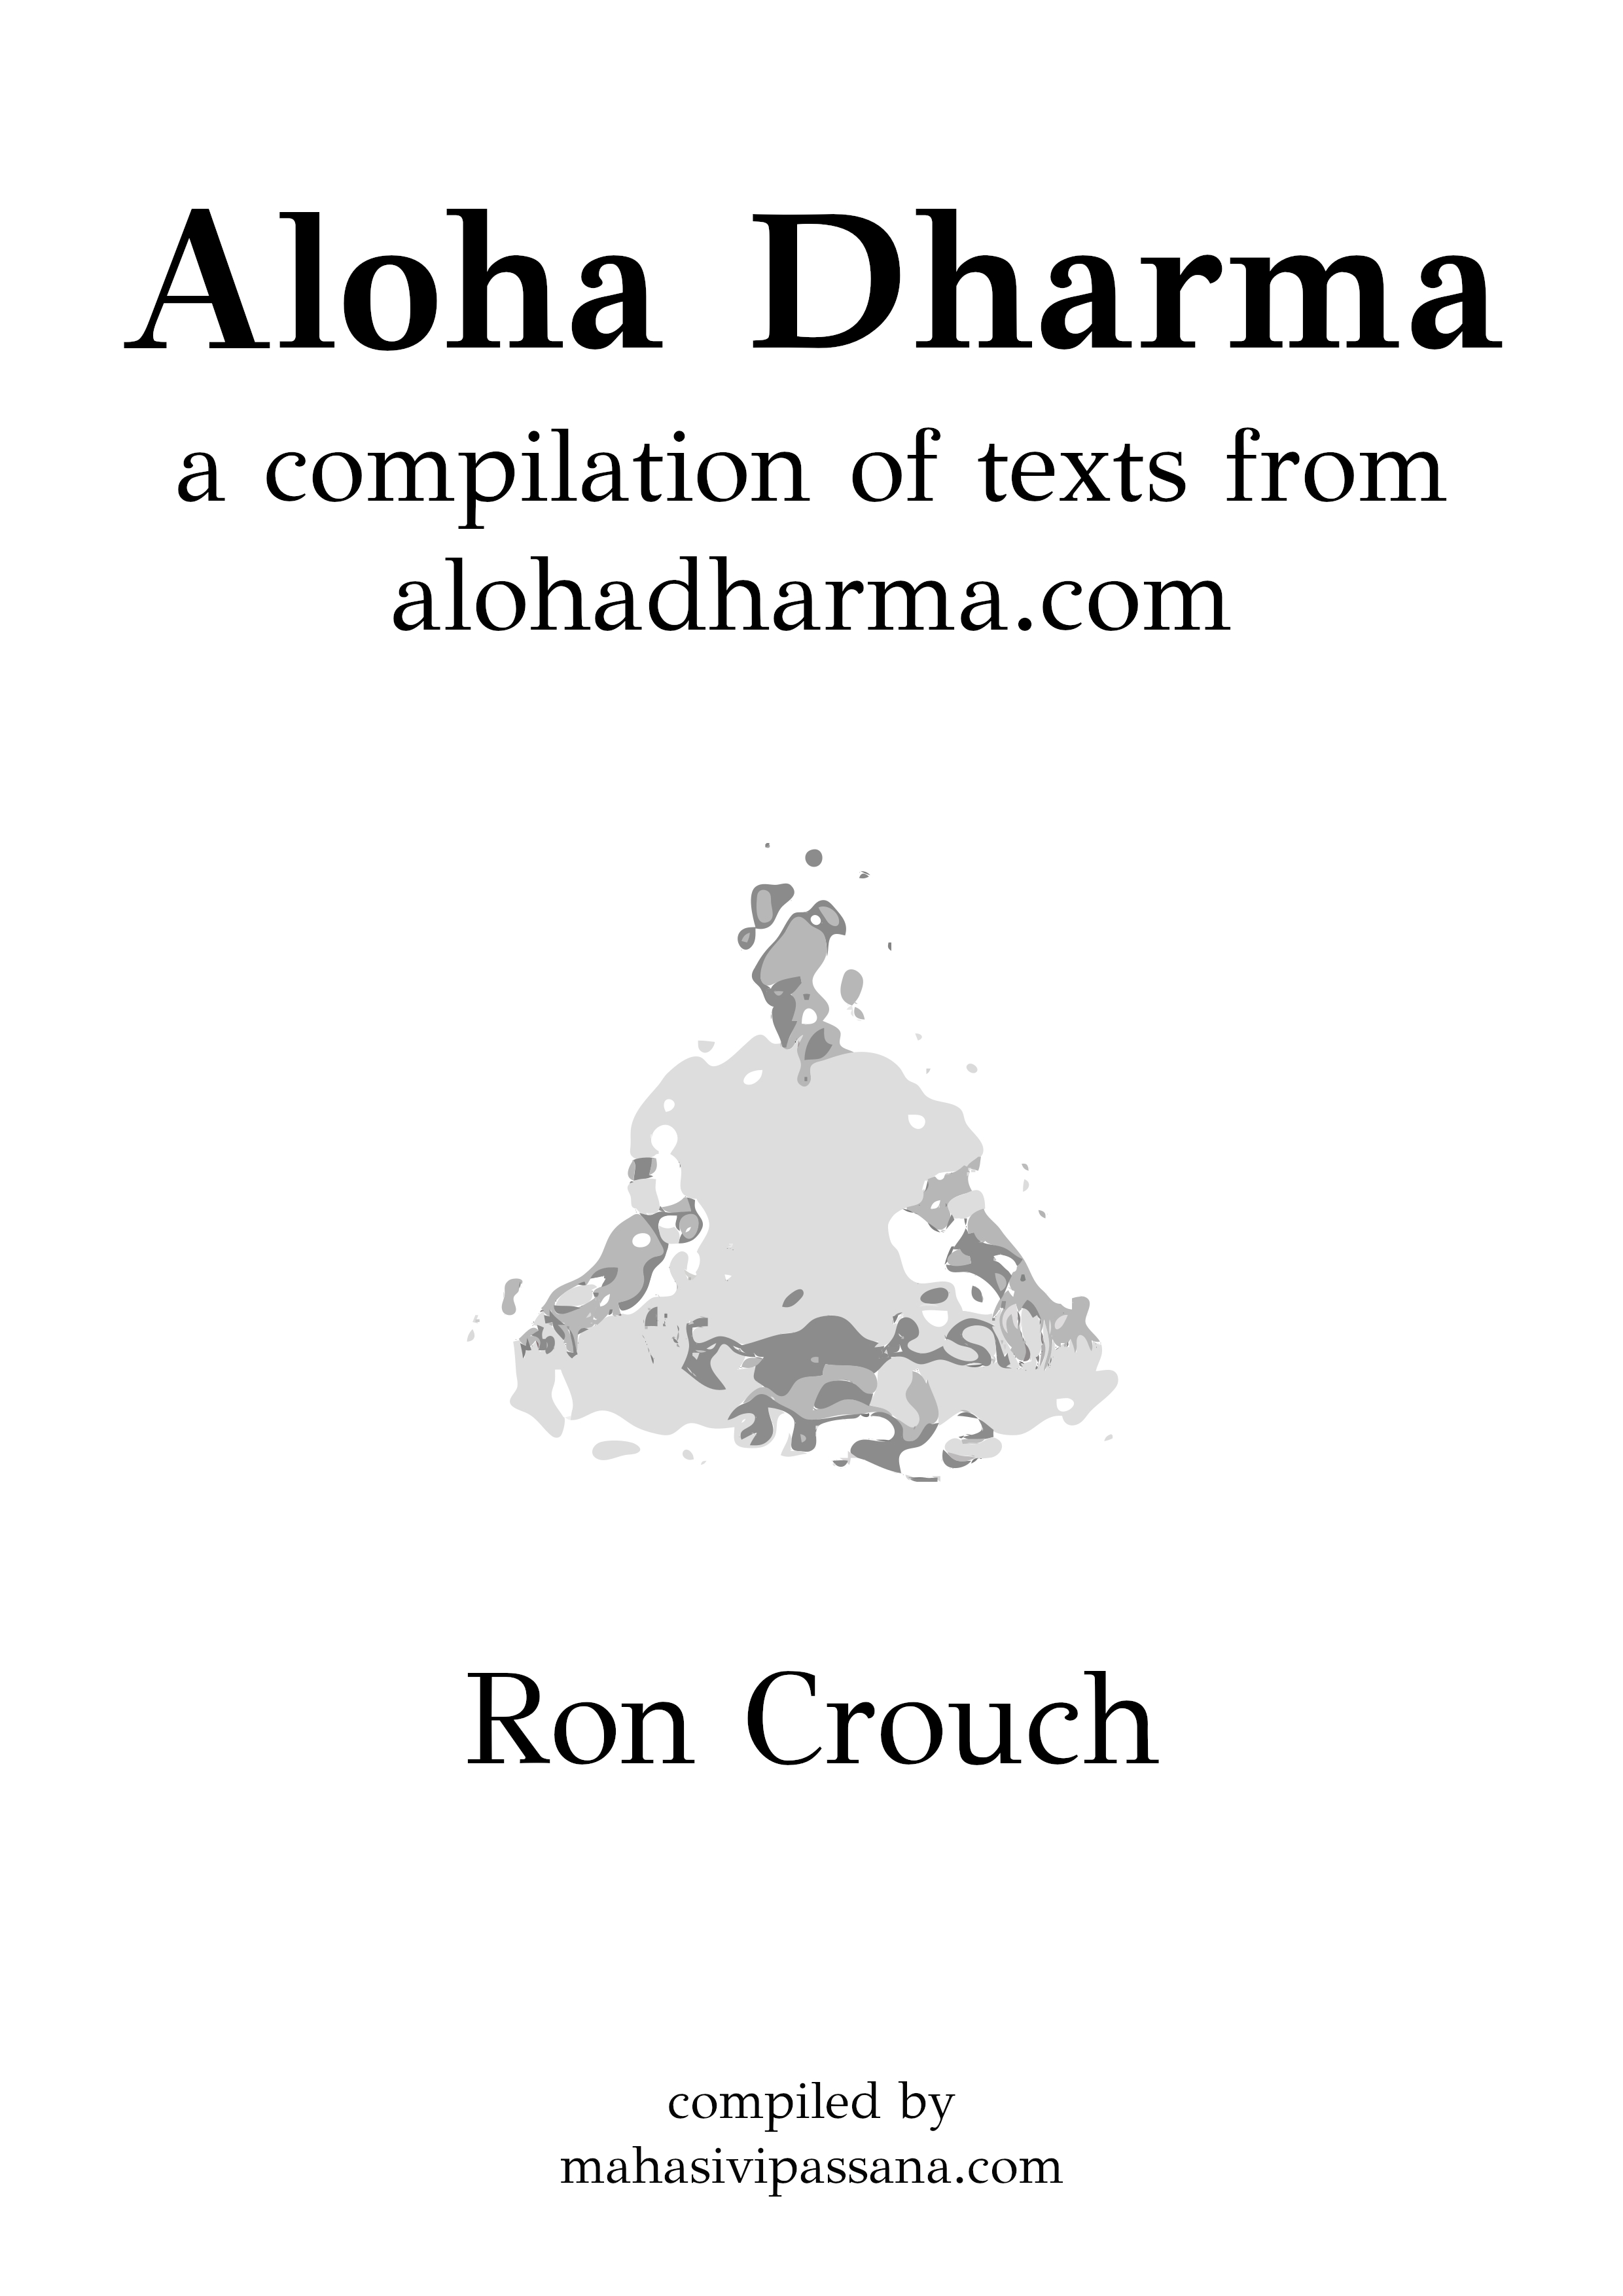 Aloha Dharma
a compilation of texts from
alohadharma.com
Ron Crouch
compiled by
mahasivipassana.com